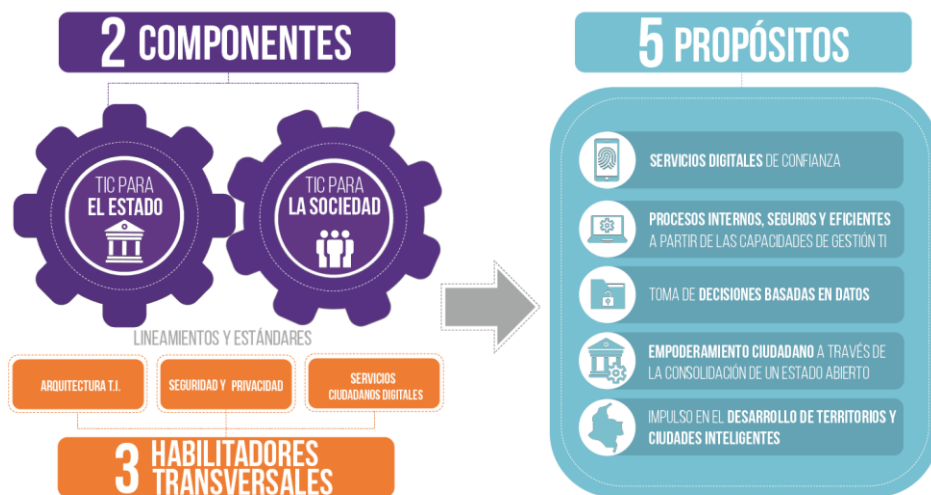 2 COMPONENTES
TIC PARA
EL ESTADO
TIC PARA
LA SOCIEDAD
LINEAMIENTOS Y ESTÁNDARES
ARQUITECTURA T.I.
SEGURIDAD Y PRIVACIDAD
SERVICIOS
CIUDADANOS DIGITALES
3 HABILITADORES
TRANSVERSALES
5 PROPÓSITOS
SERVICIOS DIGITALES DE CONFIANZA
PROCESOS INTERNOS, SEGUROS Y EFICIENTES
A PARTIR DE LAS CAPACIDADES DE GESTIÓN TI
TOMA DE DECISIONES BASADAS EN DATOS
EMPODERAMIENTO CIUDADANO A TRAVÉS DE
LA CONSOLIDACIÓN DE UN ESTADO ABIERTO
IMPULSO EN EL DESARROLLO DE TERRITORIOS Y
CIUDADES INTELIGENTES